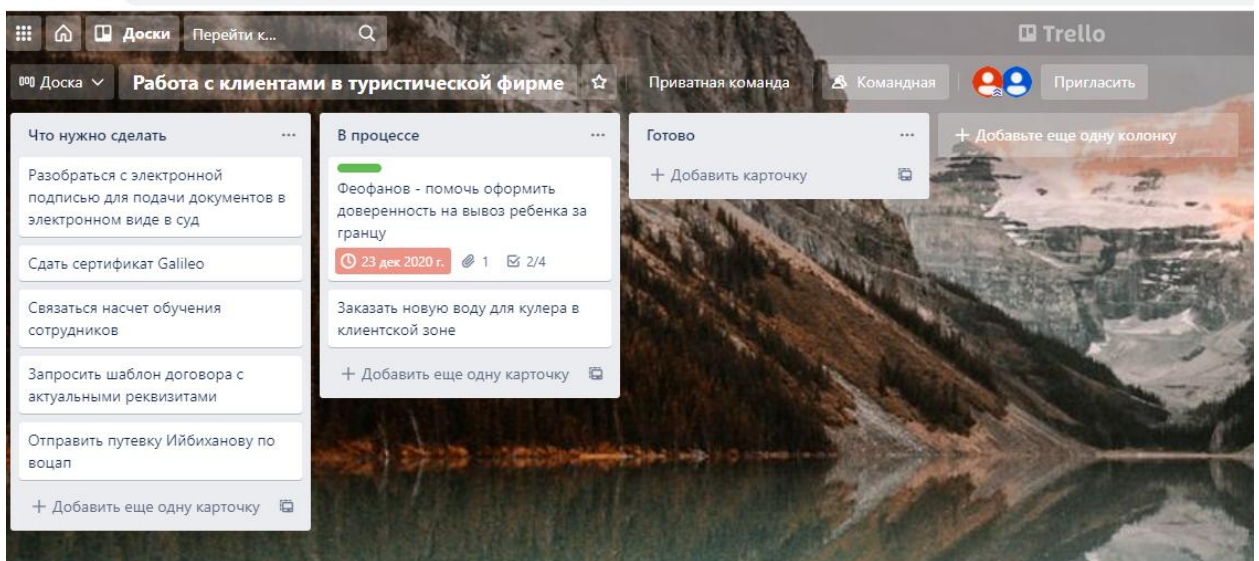 Доски
Перейти к...
Trello
Доска
Работа с клиентами в туристической фирме
Приватная команда
Командная
Пригласить
Что нужно сделать
Разобраться с электронной
подписью для подачи документов в
электронном виде в суд
Сдать сертификат Galileo
Связаться насчет обучения
сотрудников
Запросить шаблон договора с
актуальными реквизитами
Отправить путевку Ийбиханову по
воцап
+ Добавить еще одну карточку
В процессе
Феофанов - помочь оформить
доверенность на вывоз ребенка за
гранцу
23 дек 2020 г. 1 2/4
Заказать новую воду для кулера в
клиентской зоне
+ Добавить еще одну карточку
Готово
+ Добавить карточку
+ Добавьте еще одну колонку